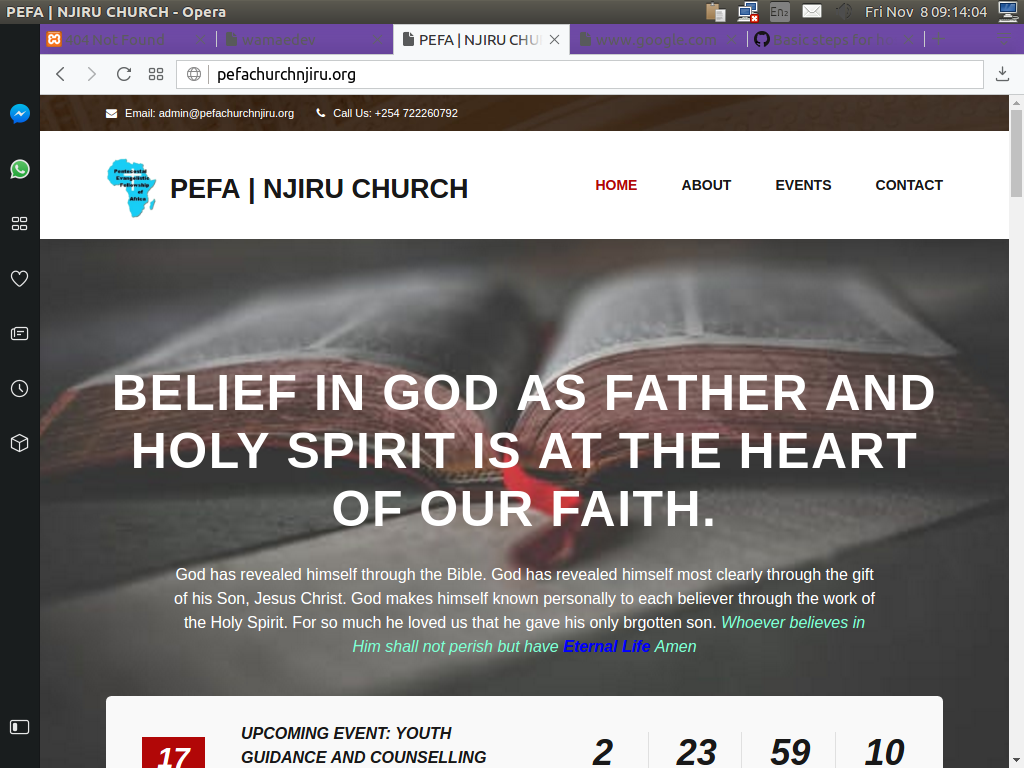 PEFA | NJIRU CHURCH - Opera
En₂
Fri Nov 8 09:14:04
PEFA | NJIRU CHU
pefachurchnjiru.org
Email: admin@pefachurchnjiru.org
Call Us: +254 722260792
Pentecostal
Evangelistic
Fellowship
of
Africa
PEFA | NJIRU CHURCH
HOME
ABOUT
EVENTS
CONTACT
BELIEF IN GOD AS FATHER AND
HOLY SPIRIT IS AT THE HEART
OF OUR FAITH.
God has revealed himself through the Bible. God has revealed himself most clearly through the gift
of his Son, Jesus Christ. God makes himself known personally to each believer through the work of
the Holy Spirit. For so much he loved us that he gave his only brgotten son. Whoever believes in
Him shall not perish but have Eternal Life Amen
17
UPCOMING EVENT: YOUTH
GUIDANCE AND COUNSELLING
2
23
59
10